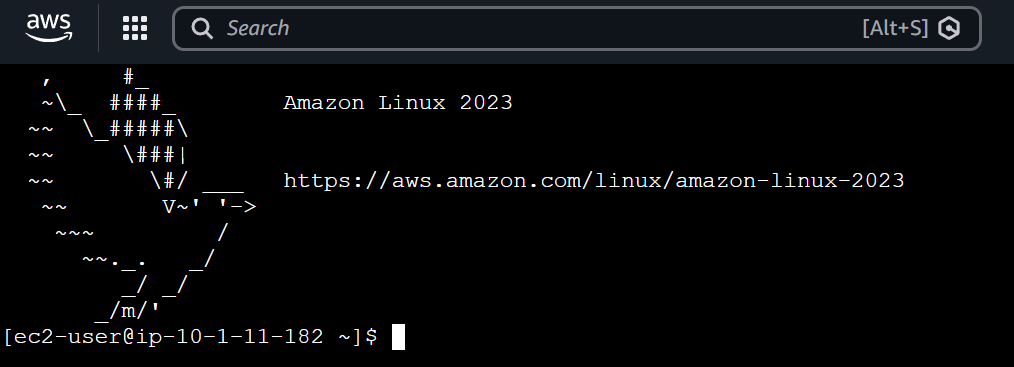 aws
Search [Alt+S]
   ,     #_
   ~\_  ####_        Amazon Linux 2023
  ~~  \_#####\
  ~~     \###|
  ~~       \#/ ___   https://aws.amazon.com/linux/amazon-linux-2023
   ~~       V~' '->
    ~~~         /
      ~~._.   _/
         _/ _/
       _/m/'
[ec2-user@ip-10-1-11-182 ~]$